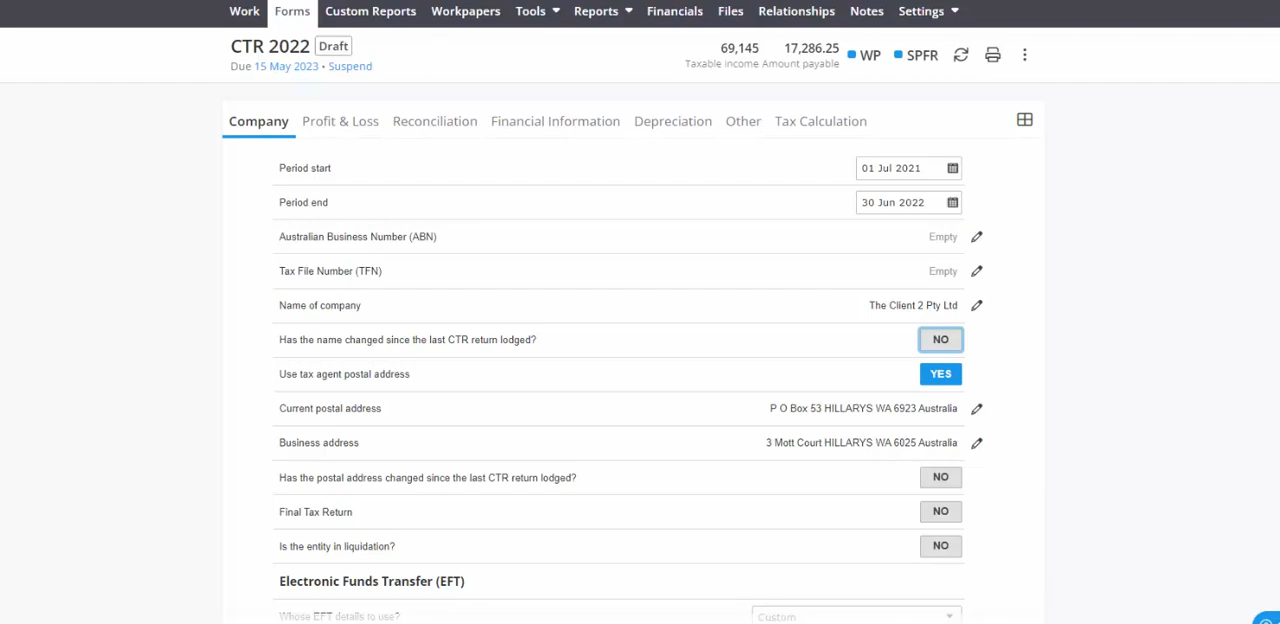 Work Forms Custom Reports Workpapers Tools Reports Financials Files Relationships Notes Settings
CTR 2022 Draft 69,145 17,286.25 WP SPFR
Due 15 May 2023 • Suspend Taxable income Amount payable
Company Profit & Loss Reconciliation Financial Information Depreciation Other Tax Calculation
Period start 01 Jul 2021
Period end 30 Jun 2022
Australian Business Number (ABN) Empty
Tax File Number (TFN) Empty
Name of company The Client 2 Pty Ltd
Has the name changed since the last CTR return lodged? NO
Use tax agent postal address YES
Current postal address P O Box 53 HILLARYS WA 6923 Australia
Business address 3 Mott Court HILLARYS WA 6025 Australia
Has the postal address changed since the last CTR return lodged? NO
Final Tax Return NO
Is the entity in liquidation? NO
Electronic Funds Transfer (EFT)
Whose EFT details to use? Custom